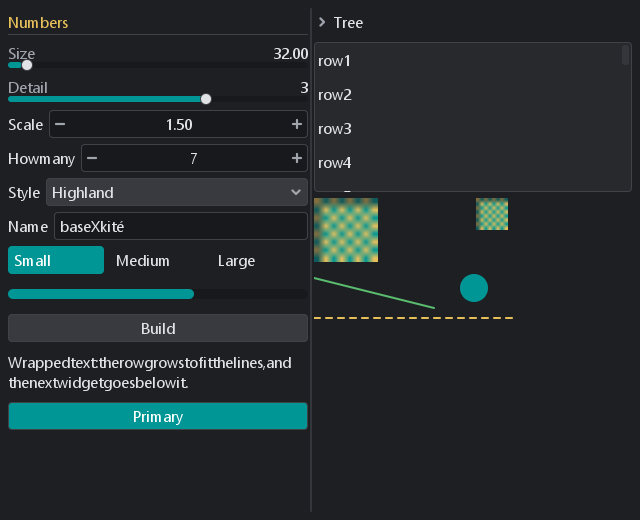 Numbers
Size 32.00
Detail 3
Scale − 1.50 +
Howmany − 7 +
Style Highland
Name baseXkité
Small Medium Large
Build
Wrappedtext:therowgrowstofitthelines,and
thenextwidgetgoesbelowit.
Primary
Tree
row1
row2
row3
row4